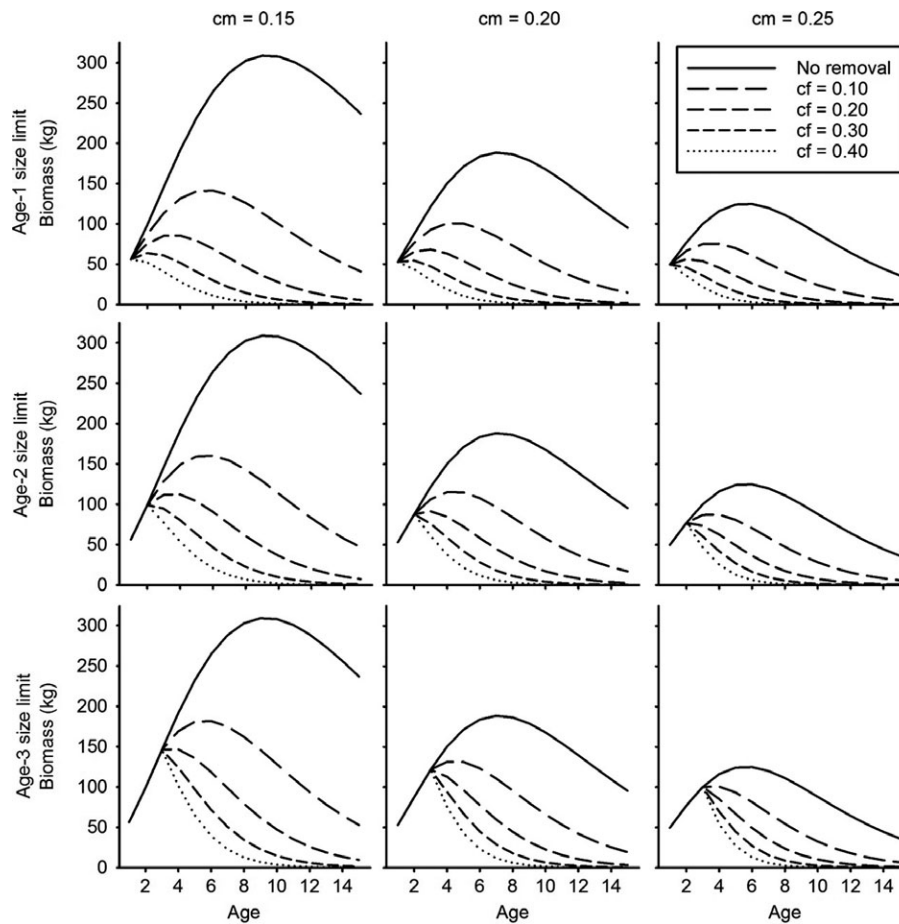 cm = 0.15 cm = 0.20 cm = 0.25
No removal
cf = 0.10
cf = 0.20
cf = 0.30
cf = 0.40
Age-1 size limit
Biomass (kg)
300
250
200
150
100
50
0
Age-2 size limit
Biomass (kg)
300
250
200
150
100
50
0
Age-3 size limit
Biomass (kg)
300
250
200
150
100
50
0
2 4 6 8 10 12 14 2 4 6 8 10 12 14 2 4 6 8 10 12 14
Age Age Age